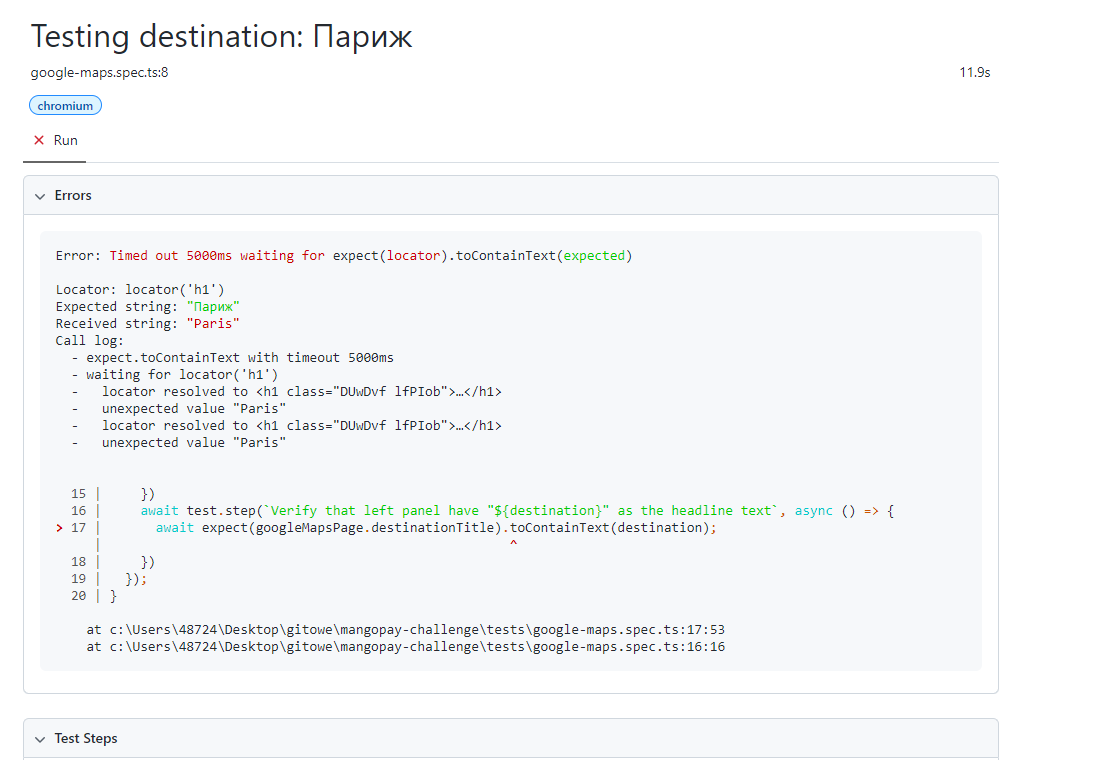 Testing destination: Париж
google-maps.spec.ts:8
11.9s
chromium
× Run
Errors
Error: Timed out 5000ms waiting for expect(locator).toContainText(expected)
Locator: locator('h1')
Expected string: "Париж"
Received string: "Paris"
Call log:
- expect.toContainText with timeout 5000ms
- waiting for locator('h1')
-   locator resolved to <h1 class="DUwDvf lfPIob">…</h1>
-   unexpected value "Paris"
-   locator resolved to <h1 class="DUwDvf lfPIob">…</h1>
-   unexpected value "Paris"
15 |     })
16 |     await test.step(`Verify that left panel have "${destination}" as the headline text`, async () => {
> 17 |       await expect(googleMapsPage.destinationTitle).toContainText(destination);
|                                                     ^
18 |     })
19 |   });
20 | }
at c:\Users\48724\Desktop\gitowe\mangopay-challenge\tests\google-maps.spec.ts:17:53
at c:\Users\48724\Desktop\gitowe\mangopay-challenge\tests\google-maps.spec.ts:16:16
Test Steps